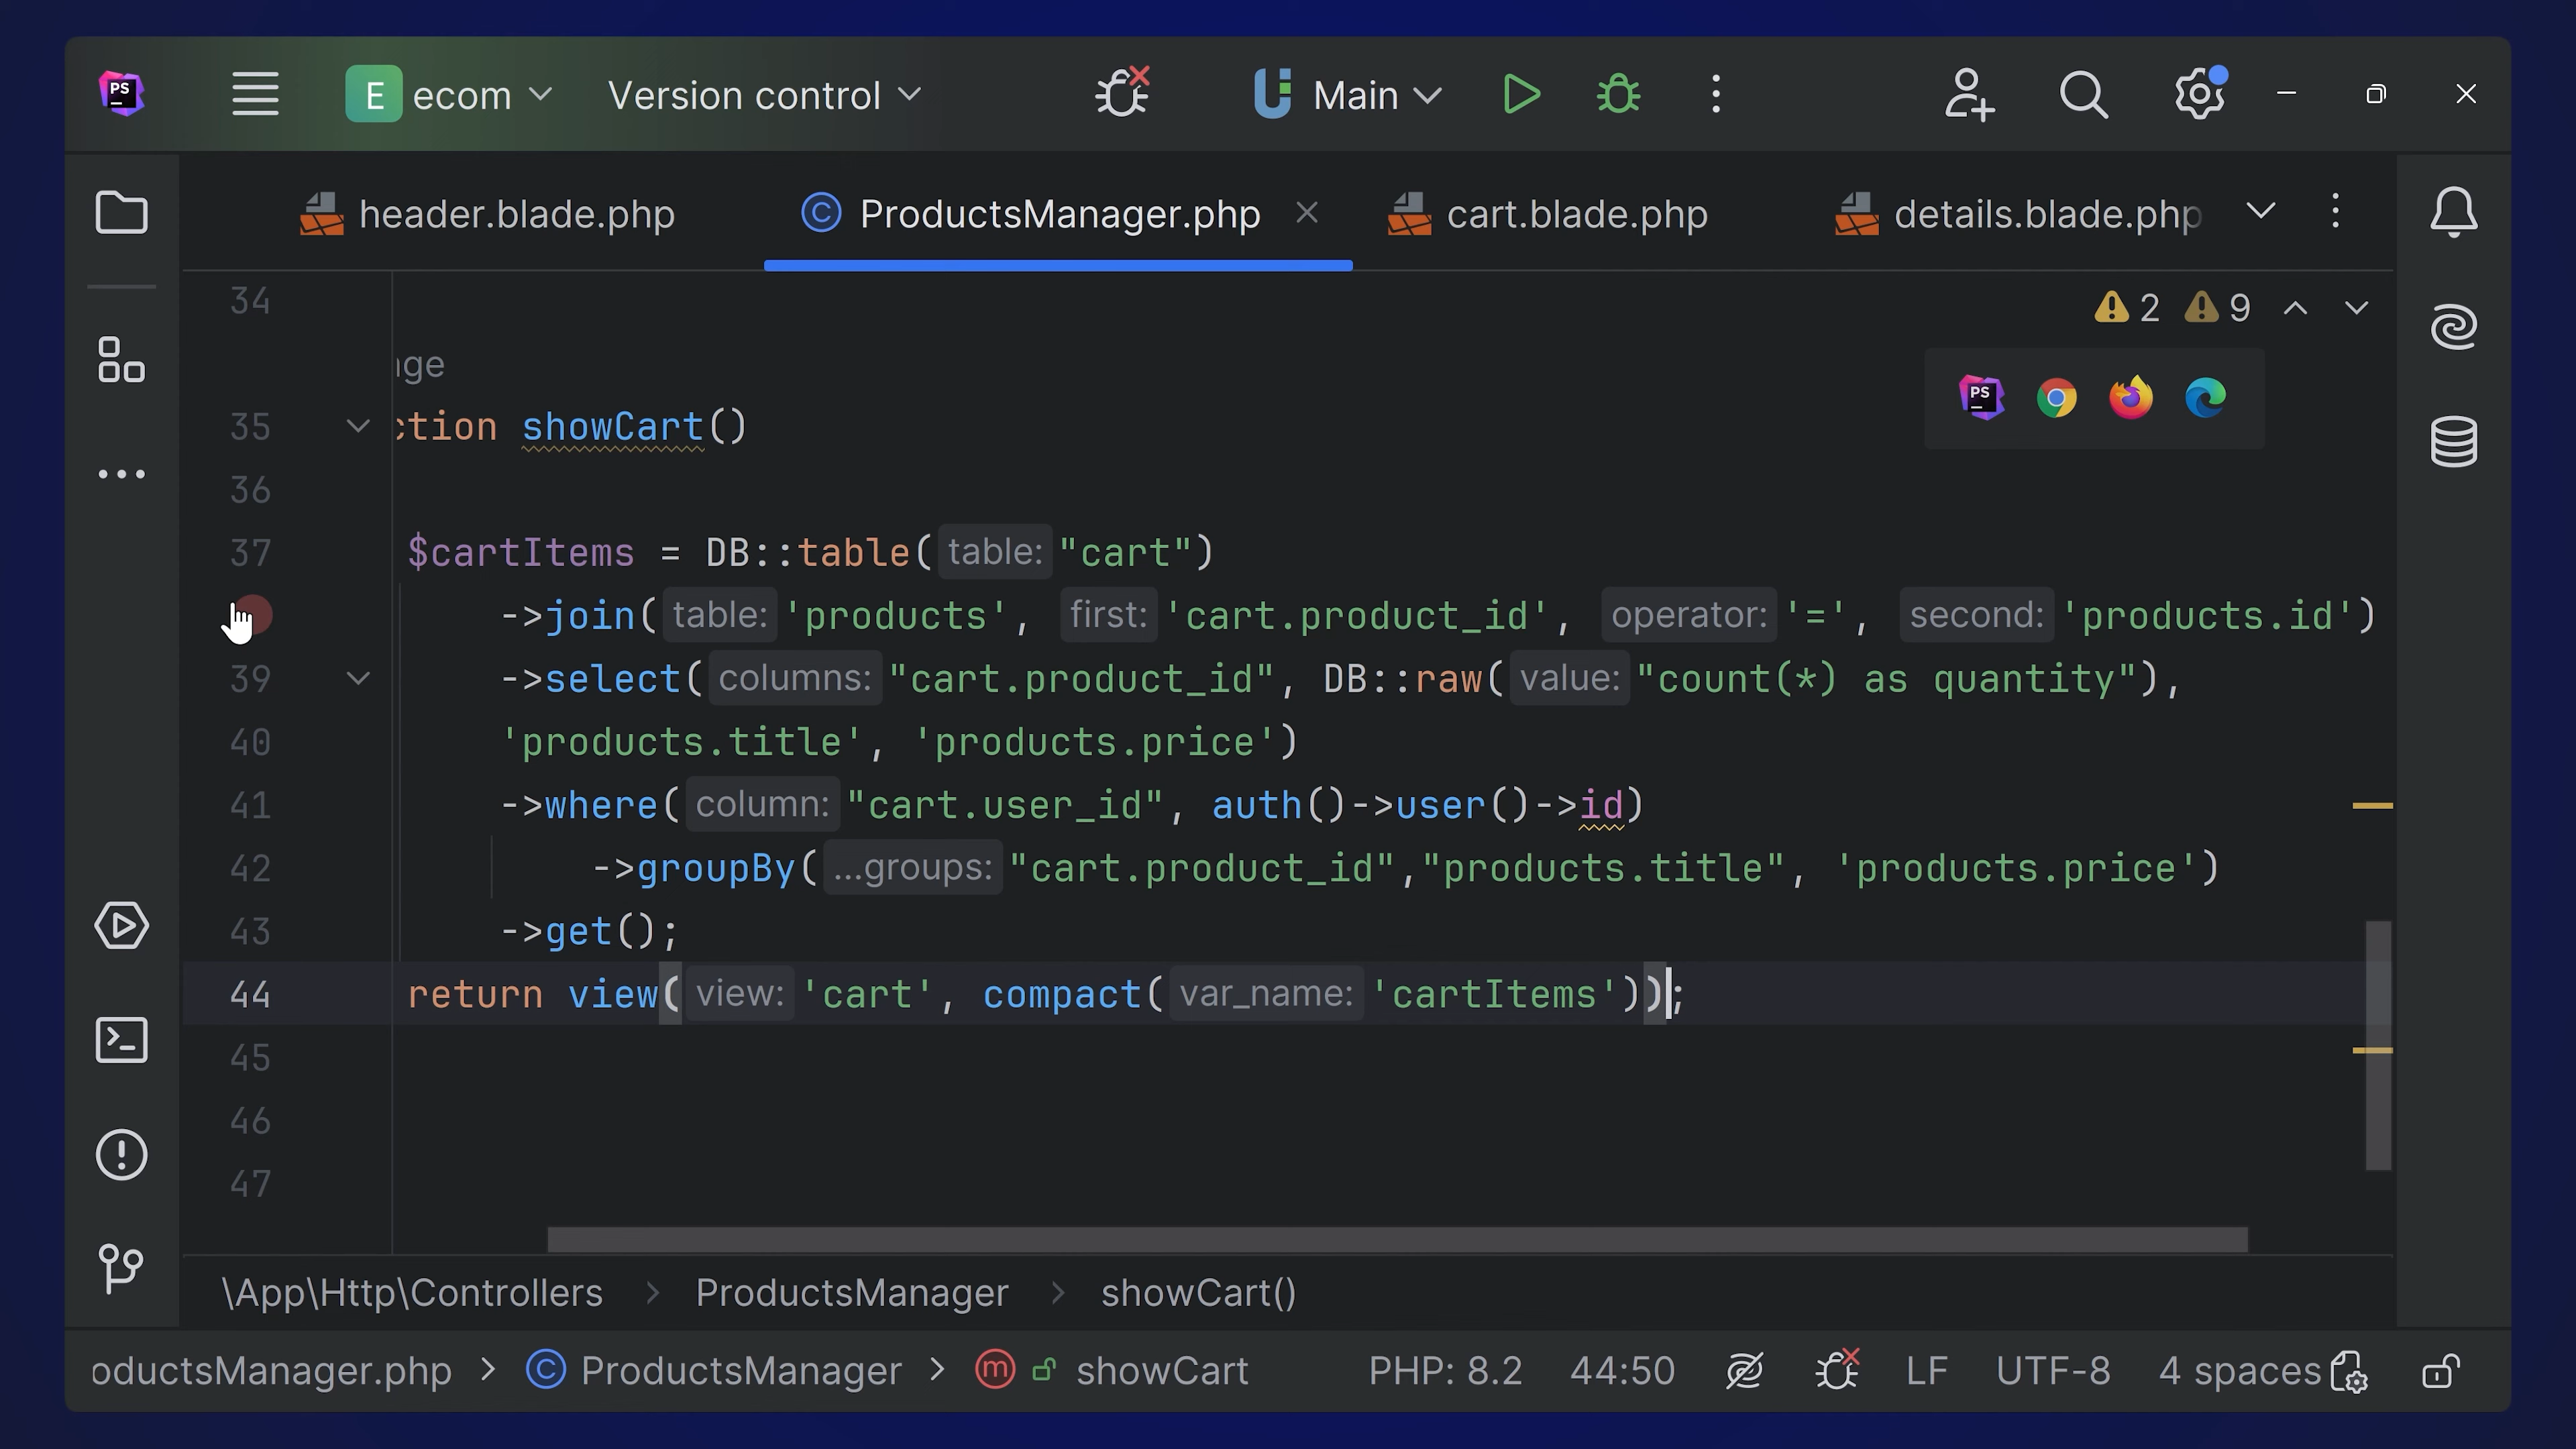 PS E ecom Version control Main
header.blade.php ProductsManager.php cart.blade.php details.blade.php
34 2 9
age
35 ction showCart() PS
36
37 $cartItems = DB::table( table: "cart")
->join( table: 'products', first: 'cart.product_id', operator: '=', second: 'products.id')
39 ->select( columns: "cart.product_id", DB::raw( value: "count(*) as quantity"),
40 'products.title', 'products.price')
41 ->where( column: "cart.user_id", auth()->user()->id)
42 ->groupBy( ...groups: "cart.product_id","products.title", 'products.price')
43 ->get();
44 return view( view: 'cart', compact( var_name: 'cartItems'));
45
46
47
\App\Http\Controllers > ProductsManager > showCart()
oductsManager.php > C ProductsManager > m showCart PHP: 8.2 44:50 LF UTF-8 4 spaces